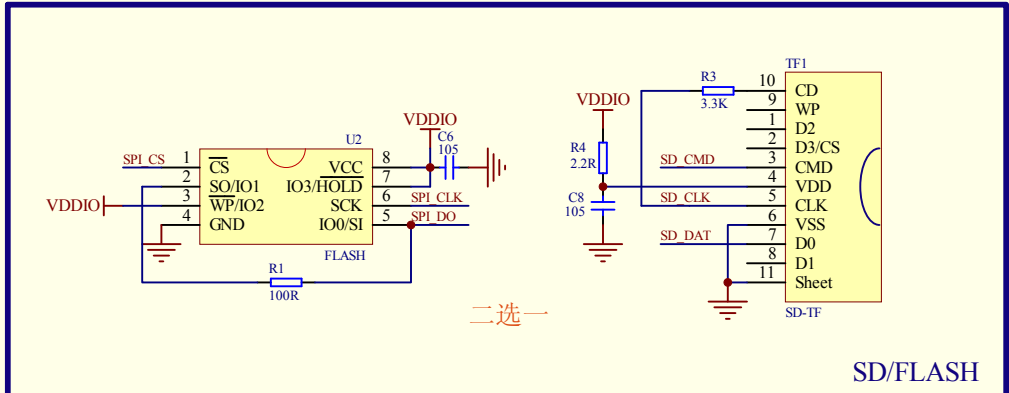 TF1
R3
3.3K
10 CD
9 WP
1 D2
2 D3/CS
3 CMD
4 VDD
5 CLK
6 VSS
7 D0
8 D1
11 Sheet
SD-TF
VDDIO
R4
2.2R
C8
105
SD_CMD
SD_CLK
SD_DAT
VDDIO
C6
105
U2
SPI_CS 1 CS VCC 8
2 SO/IO1 IO3/HOLD 7
VDDIO 3 WP/IO2 SCK 6 SPI_CLK
4 GND IO0/SI 5 SPI_DO
FLASH
R1
100R
二选一
SD/FLASH